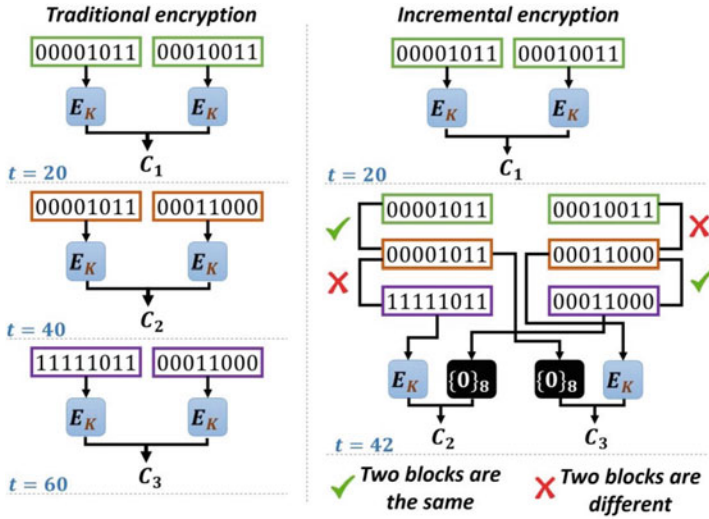 Traditional encryption
00001011 00010011
E_K E_K
C_1
t = 20
00001011 00011000
E_K E_K
C_2
t = 40
11111011 00011000
E_K E_K
C_3
t = 60
Incremental encryption
00001011 00010011
E_K E_K
C_1
t = 20
00001011 00010011
00001011 00011000
11111011 00011000
E_K {0}_8 {0}_8 E_K
C_2 C_3
t = 42
Two blocks are the same
Two blocks are different